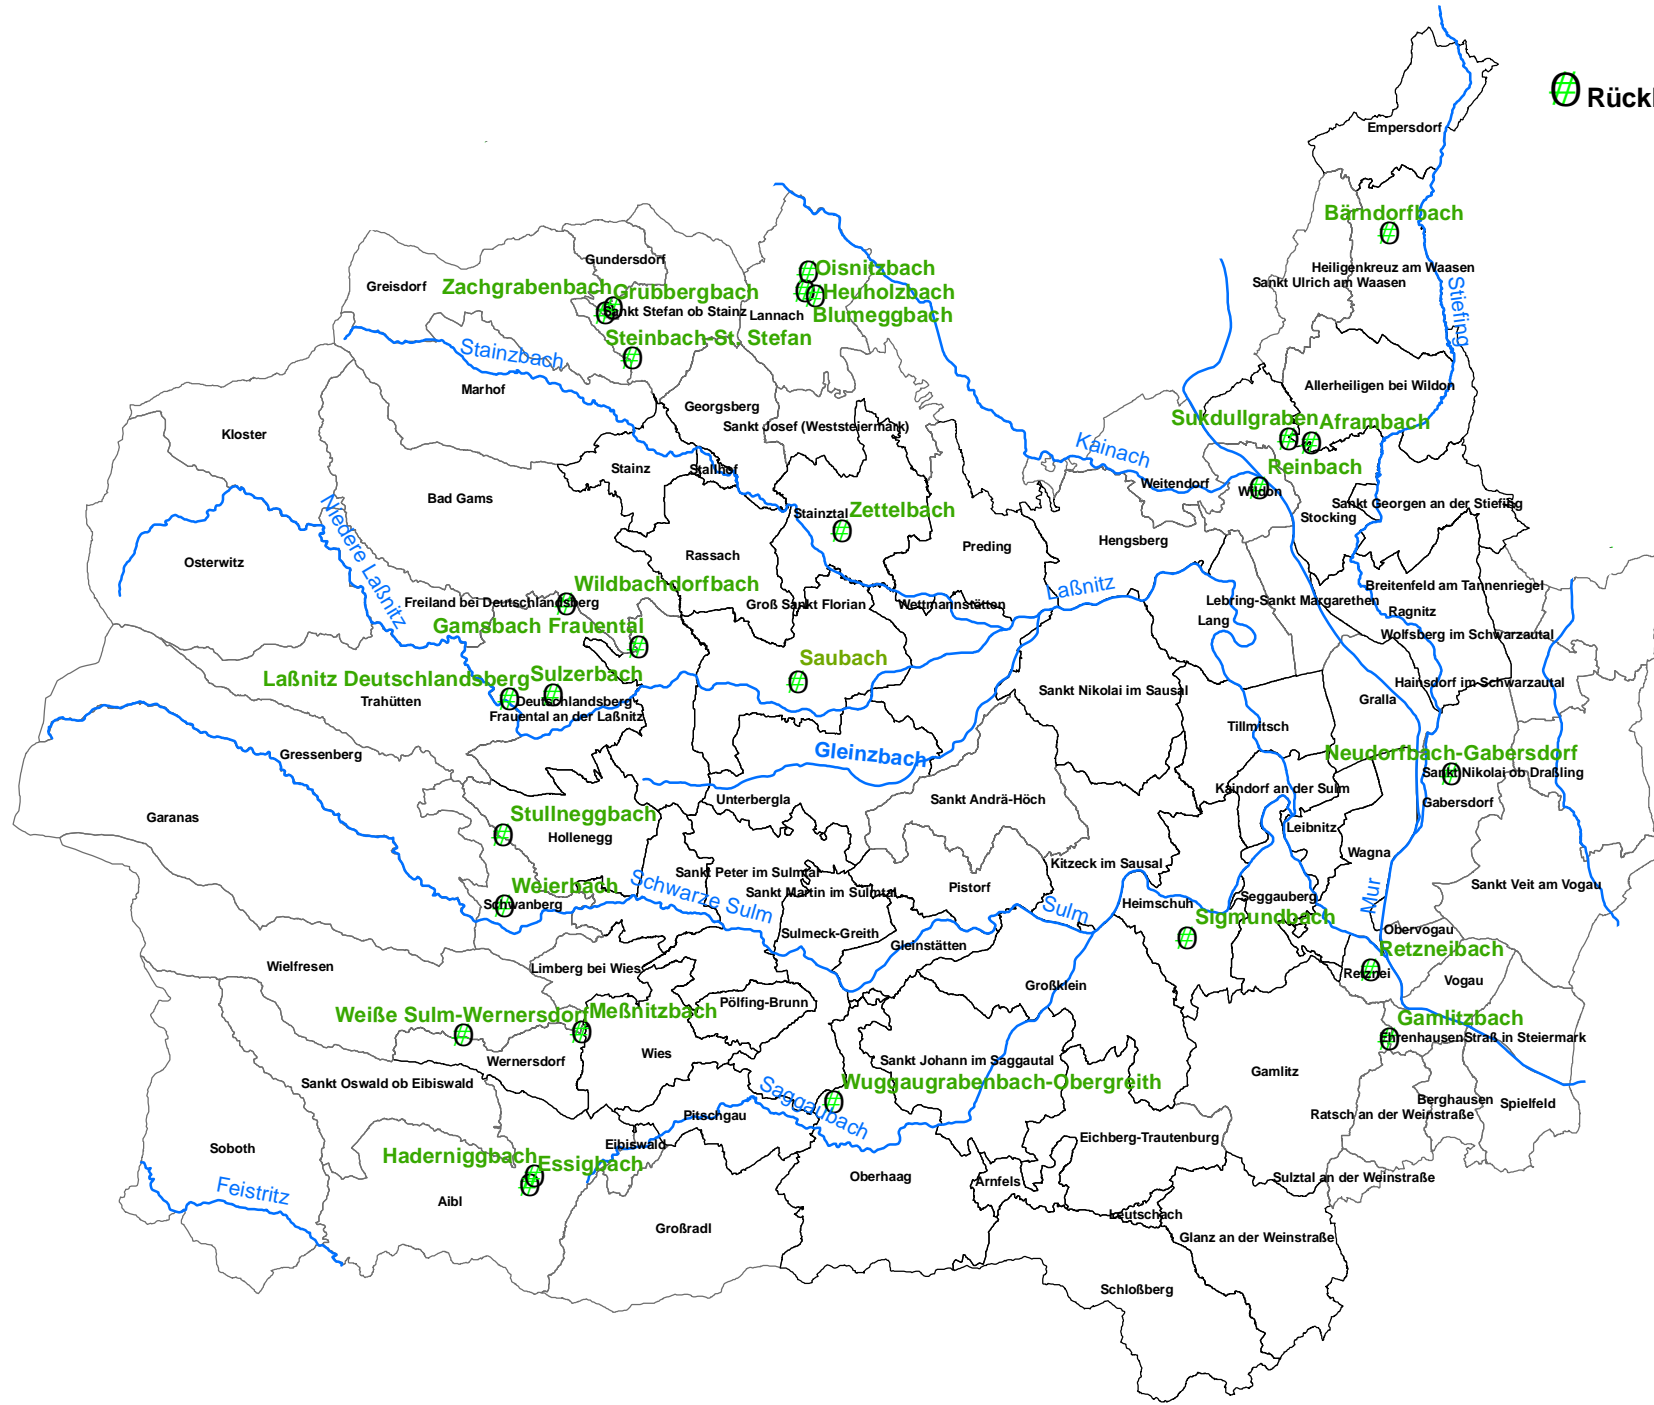 Rückl
Empersdorf
Bärndorfbach
Heiligenkreuz am Waasen
Sankt Ulrich am Waasen
Stiefing
Gundersdorf
Greisdorf
Zachgrabenbach
Grubbergbach
Sankt Stefan ob Stainz
Steinbach-St. Stefan
Oisnitzbach
Heuholzbach
Blumeggbach
Lannach
Stainzbach
Marhof
Georgsberg
Sankt Josef (Weststeiermark)
Allerheiligen bei Wildon
Sukdullgraben
Aframbach
Reinbach
Kainach
Weitendorf
Wildon
Kloster
Stainz
Stallhof
Bad Gams
Stainztal
Zettelbach
Sankt Georgen an der Stiefing
Stocking
Hengsberg
Preding
Rassach
Niedere Laßnitz
Osterwitz
Wildbachdorfbach
Freiland bei Deutschlandsberg
Groß Sankt Florian
Wettmannstätten
Laßnitz
Breitenfeld am Tannenriegel
Lebring-Sankt Margarethen
Ragnitz
Lang
Wolfsberg im Schwarzautal
Gamsbach Frauental
Saubach
Laßnitz Deutschlandsberg
Sulzerbach
Trahütten
Deutschlandsberg
Frauental an der Laßnitz
Sankt Nikolai im Sausal
Hainsdorf im Schwarzautal
Gralla
Tillmitsch
Gressenberg
Gleinzbach
Neudorfbach-Gabersdorf
Sankt Nikolai ob Draßling
Gabersdorf
Kaindorf an der Sulm
Unterbergla
Sankt Andrä-Höch
Garanas
Stullneggbach
Hollenegg
Leibnitz
Wagna
Kitzeck im Sausal
Sankt Peter im Sulmtal
Sankt Martin im Sulmtal
Pistorf
Sankt Veit am Vogau
Weierbach
Schwanberg
Schwarze Sulm
Sulm
Heimschuh
Seggauberg
Sigmundbach
Mur
Obervogau
Sulmeck-Greith
Gleinstätten
Retzneibach
Retznei
Vogau
Wielfresen
Limberg bei Wies
Großklein
Pölfing-Brunn
Weiße Sulm-Wernersdorf
Meßnitzbach
Gamlitzbach
Ehrenhausen
Straß in Steiermark
Wernersdorf
Wies
Sankt Johann im Saggautal
Gamlitz
Sankt Oswald ob Eibiswald
Wuggaugrabenbach-Obergreith
Saggaubach
Berghausen
Spielfeld
Ratsch an der Weinstraße
Pitschgau
Eibiswald
Eichberg-Trautenburg
Soboth
Haderniggbach
Essigbach
Oberhaag
Arnfels
Sulztal an der Weinstraße
Feistritz
Aibl
Leutschach
Großradl
Glanz an der Weinstraße
Schloßberg